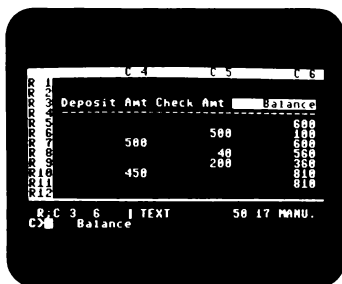 C 4 C 5 C 6
R 1
R 2
R 3 Deposit Amt Check Amt Balance
R 4
R 5 600
R 6 500 100
R 7 500 600
R 8 40 560
R 9 200 360
R10 450 810
R11 810
R12
R:C 3 6 | TEXT 50 17 MANU.
C> Balance